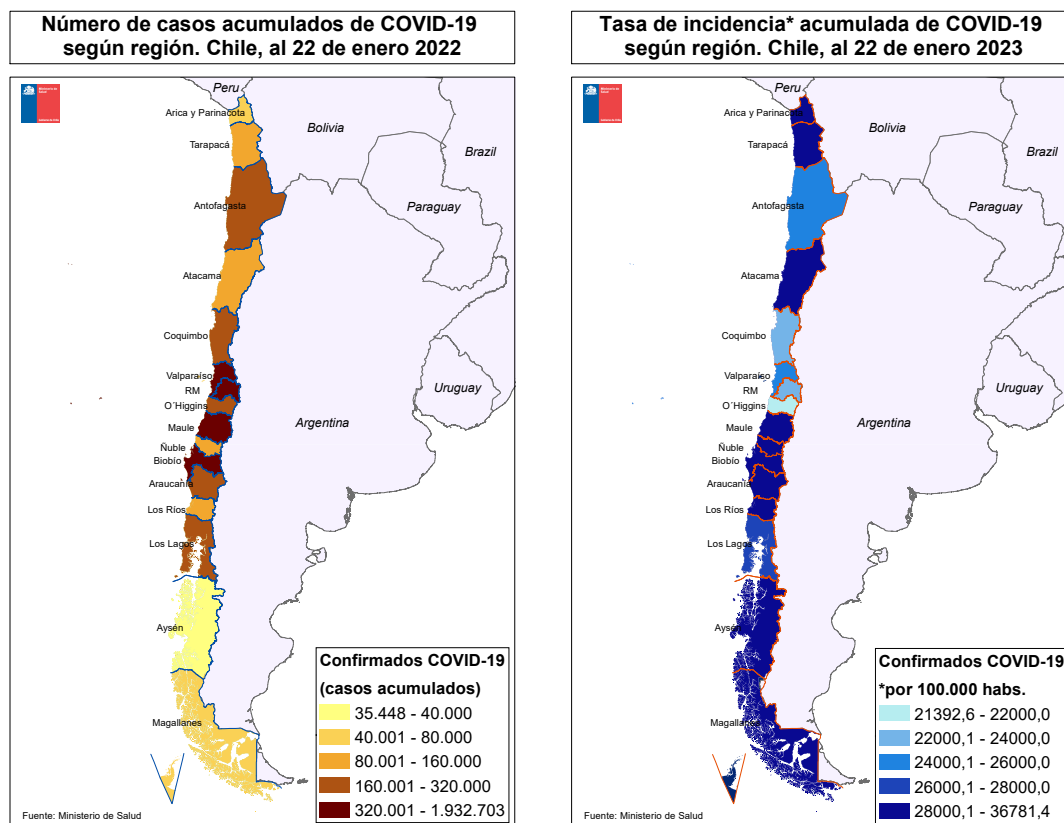 Número de casos acumulados de COVID-19
según región. Chile, al 22 de enero 2022
Peru
Arica y Parinacota
Bolivia
Tarapacá
Brazil
Antofagasta
Paraguay
Atacama
Coquimbo
Valparaíso
RM
Uruguay
O´Higgins
Argentina
Maule
Ñuble
Biobío
Araucanía
Los Ríos
Los Lagos
Aysén
Magallanes
Confirmados COVID-19
(casos acumulados)
35.448 - 40.000
40.001 - 80.000
80.001 - 160.000
160.001 - 320.000
320.001 - 1.932.703
Fuente: Ministerio de Salud
Tasa de incidencia* acumulada de COVID-19
según región. Chile, al 22 de enero 2023
Peru
Arica y Parinacota
Bolivia
Tarapacá
Brazil
Antofagasta
Paraguay
Atacama
Coquimbo
Valparaíso
RM
Uruguay
O´Higgins
Argentina
Maule
Ñuble
Biobío
Araucanía
Los Ríos
Los Lagos
Aysén
Magallanes
Confirmados COVID-19
*por 100.000 habs.
21392,6 - 22000,0
22000,1 - 24000,0
24000,1 - 26000,0
26000,1 - 28000,0
28000,1 - 36781,4
Fuente: Ministerio de Salud